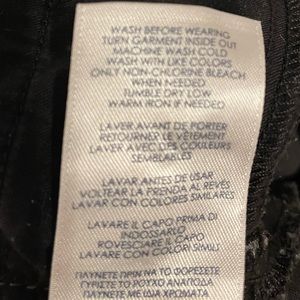 WASH BEFORE WEARING
TURN GARMENT INSIDE OUT
MACHINE WASH COLD
WASH WITH LIKE COLORS
ONLY NON-CHLORINE BLEACH
WHEN NEEDED
TUMBLE DRY LOW
WARM IRON IF NEEDED
LAVER AVANT DE PORTER
RETOURNER LE VÊTEMENT
LAVER AVEC DES COULEURS
SEMBLABLES
LAVAR ANTES DE USAR
VOLTEAR LA PRENDA AL REVÉS
LAVAR CON COLORES SIMILARES
LAVARE IL CAPO PRIMA DI
INDOSSARLO
ROVESCIARE IL CAPO
LAVARE CON COLORI SIMILI
ΠΛΥΝΕΤΕ ΠΡΙΝ ΝΑ ΤΟ ΦΟΡΕΣΕΤΕ
ΓΥΡΙΣΤΕ ΤΟ ΡΟΥΧΟ ΑΝΑΠΟΔΑ
ΠΛΥΝΕΤΕ ΜΕ ΙΔΙΑ ΧΡΩΜΑΤΑ